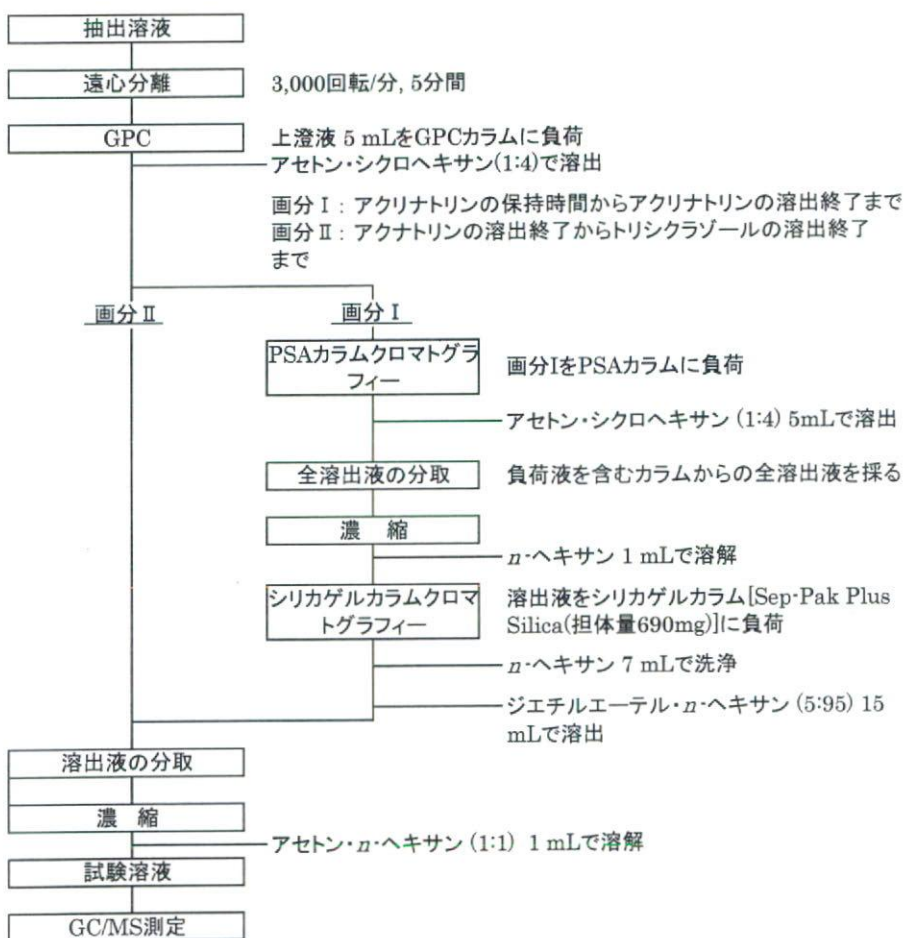 抽出溶液
遠心分離
3,000回転/分, 5分間
GPC
上澄液 5 mLをGPCカラムに負荷
アセトン・シクロヘキサン(1:4)で溶出
画分Ⅰ: アクリナトリンの保持時間からアクリナトリンの溶出終了まで
画分Ⅱ: アクナトリンの溶出終了からトリシクラゾールの溶出終了
まで
画分Ⅱ
画分Ⅰ
PSAカラムクロマトグラ
フィー
画分IをPSAカラムに負荷
アセトン・シクロヘキサン (1:4) 5mLで溶出
全溶出液の分取
負荷液を含むカラムからの全溶出液を採る
濃 縮
n-ヘキサン 1 mLで溶解
シリカゲルカラムクロマ
トグラフィー
溶出液をシリカゲルカラム[Sep-Pak Plus
Silica(担体量690mg)]に負荷
n-ヘキサン 7 mLで洗浄
ジエチルエーテル・n-ヘキサン (5:95) 15
mLで溶出
溶出液の分取
濃 縮
アセトン・n-ヘキサン (1:1) 1 mLで溶解
試験溶液
GC/MS測定